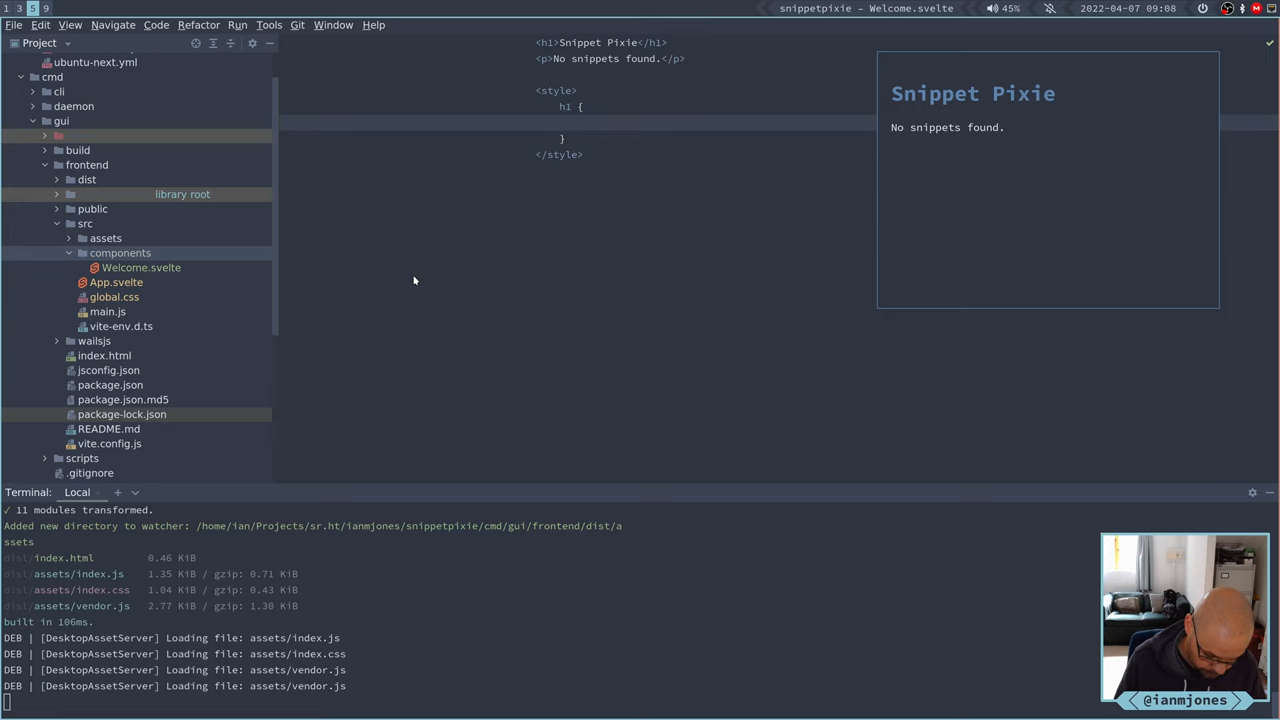 1 3 5 9
snippetpixie – Welcome.svelte
45%
2022-04-07 09:08
File Edit View Navigate Code Refactor Run Tools Git Window Help
Project
ubuntu-next.yml
cmd
cli
daemon
gui
build
frontend
dist
library root
public
src
assets
components
Welcome.svelte
App.svelte
global.css
main.js
vite-env.d.ts
wailsjs
index.html
jsconfig.json
package.json
package.json.md5
package-lock.json
README.md
vite.config.js
scripts
.gitignore
<h1>Snippet Pixie</h1>
<p>No snippets found.</p>
<style>
h1 {
}
</style>
Snippet Pixie
No snippets found.
Terminal: Local
✓ 11 modules transformed.
Added new directory to watcher: /home/ian/Projects/sr.ht/ianmjones/snippetpixie/cmd/gui/frontend/dist/a
ssets
dist/index.html 0.46 KiB
dist/assets/index.js 1.35 KiB / gzip: 0.71 KiB
dist/assets/index.css 1.04 KiB / gzip: 0.43 KiB
dist/assets/vendor.js 2.77 KiB / gzip: 1.30 KiB
built in 106ms.
DEB | [DesktopAssetServer] Loading file: assets/index.js
DEB | [DesktopAssetServer] Loading file: assets/index.css
DEB | [DesktopAssetServer] Loading file: assets/vendor.js
DEB | [DesktopAssetServer] Loading file: assets/vendor.js
@ianmjones